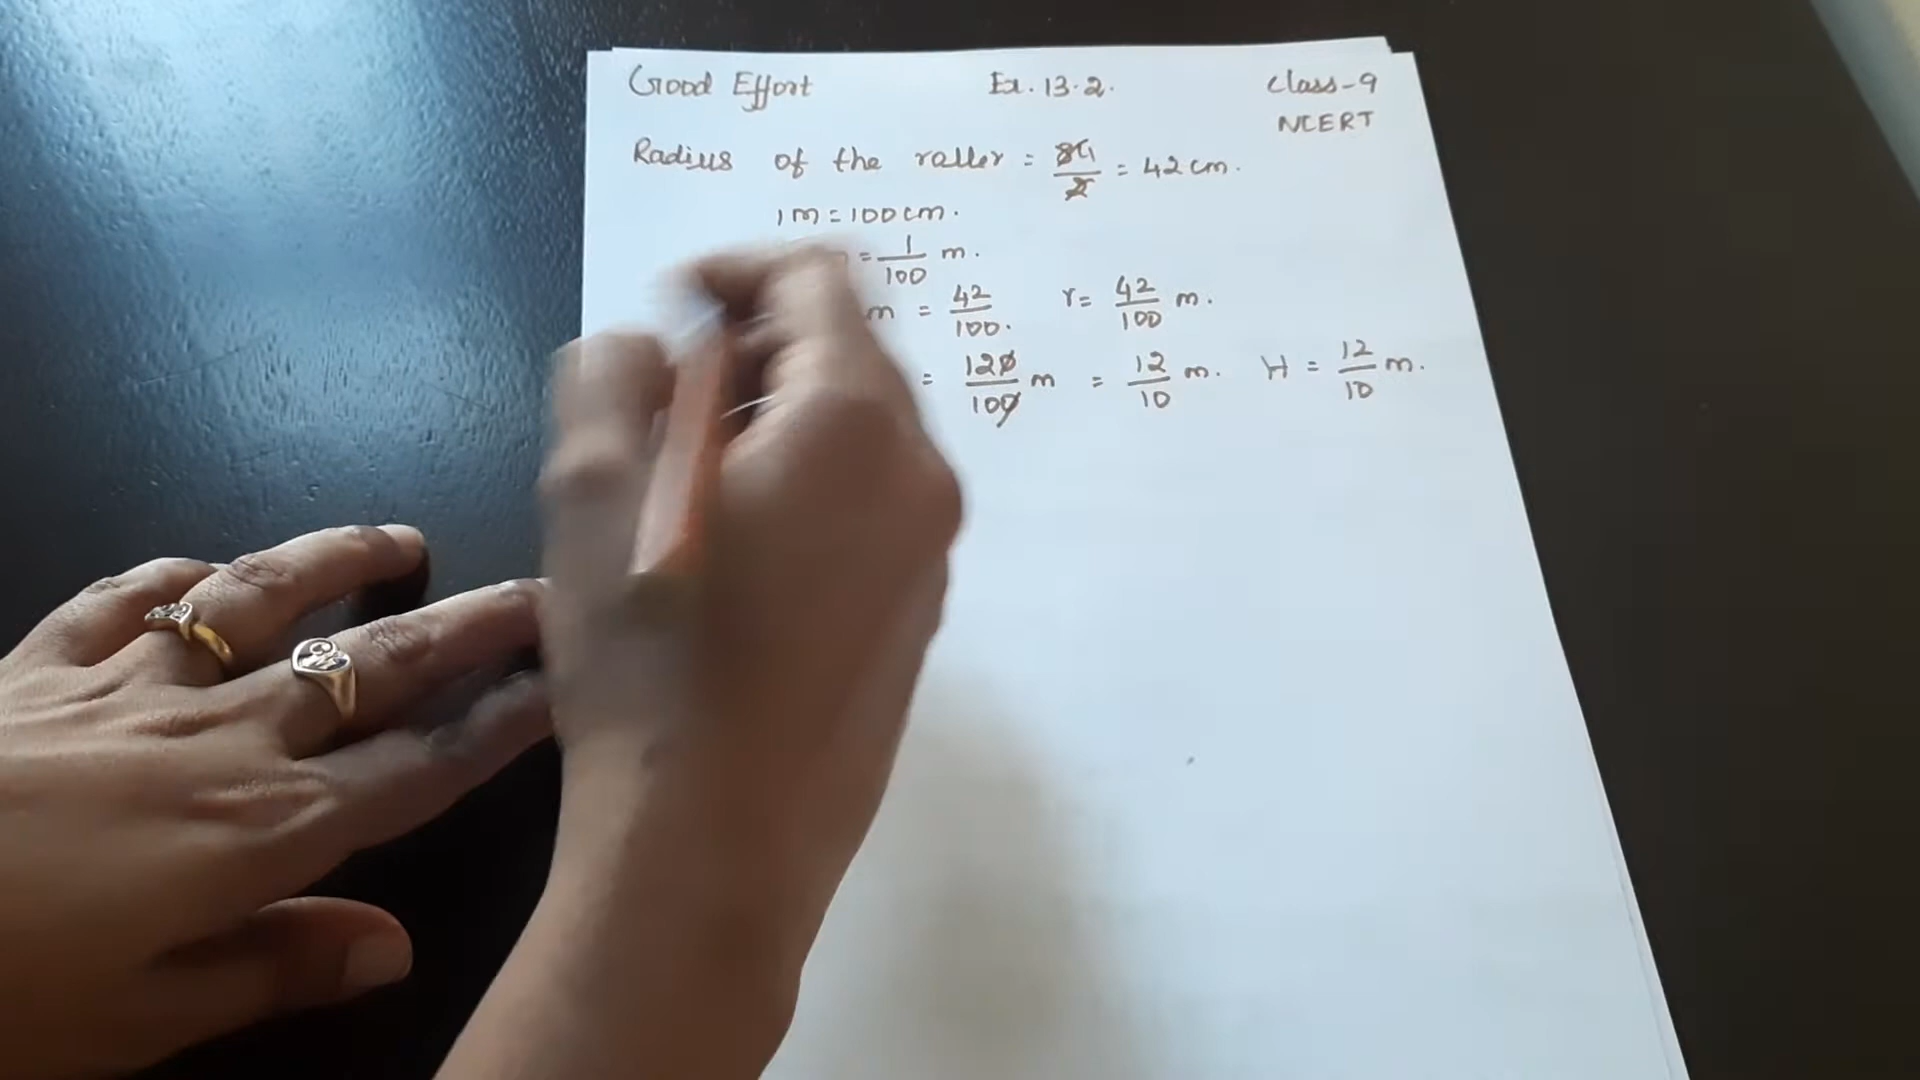 Good Effort Ex. 13.2. Class-9
NCERT
Radius of the roller = 84/2 = 42 cm.
1 m = 100 cm.
= 1/100 m.
m = 42/100. r = 42/100 m.
= 120/100 m = 12/10 m. H = 12/10 m.